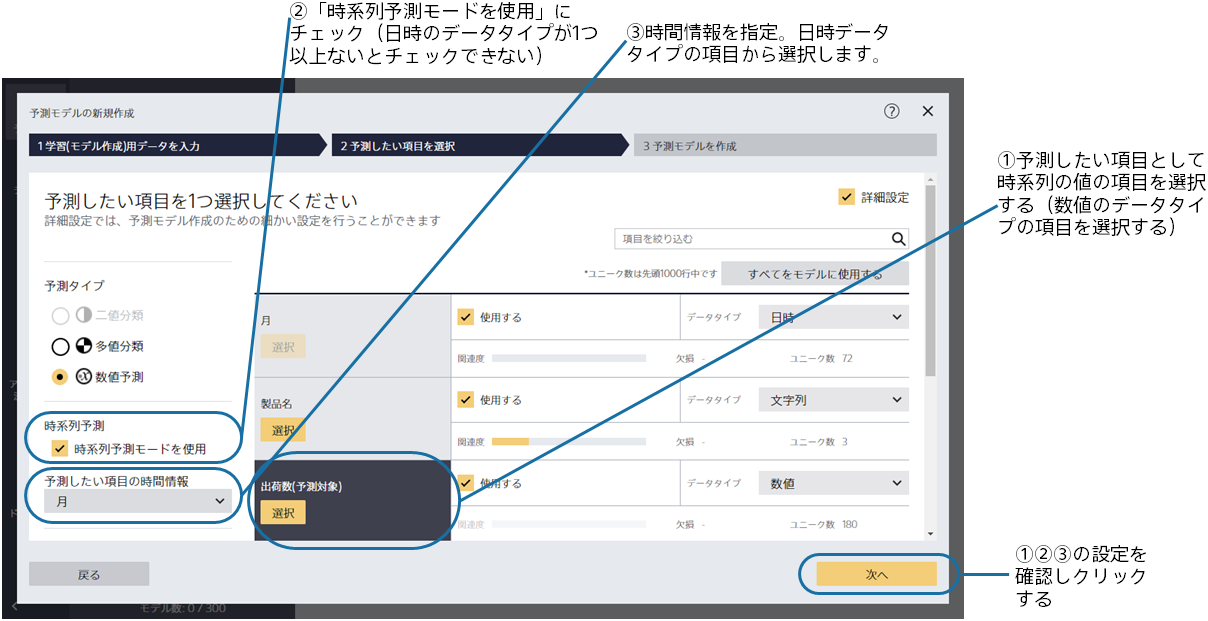 ②「時系列予測モードを使用」に
チェック（日時のデータタイプが1つ
以上ないとチェックできない）
③時間情報を指定。日時データ
タイプの項目から選択します。
①予測したい項目として
時系列の値の項目を選択
する（数値のデータタイ
プの項目を選択する）
予測モデルの新規作成
?
1 学習(モデル作成)用データを入力
2 予測したい項目を選択
3 予測モデルを作成
予測したい項目を1つ選択してください
詳細設定では、予測モデル作成のための細かい設定を行うことができます
詳細設定
項目を絞り込む
*ユニーク数は先頭1000行中です
すべてをモデルに使用する
予測タイプ
二値分類
多値分類
数値予測
時系列予測
時系列予測モードを使用
予測したい項目の時間情報
月
月
選択
使用する
データタイプ
日時
関連度
欠損 -
ユニーク数 72
製品名
選択
使用する
データタイプ
文字列
関連度
欠損 -
ユニーク数 3
出荷数(予測対象)
選択
使用する
データタイプ
数値
関連度
欠損 -
ユニーク数 180
戻る
次へ
モデル数: 0 / 300
①②③の設定を
確認しクリック
する